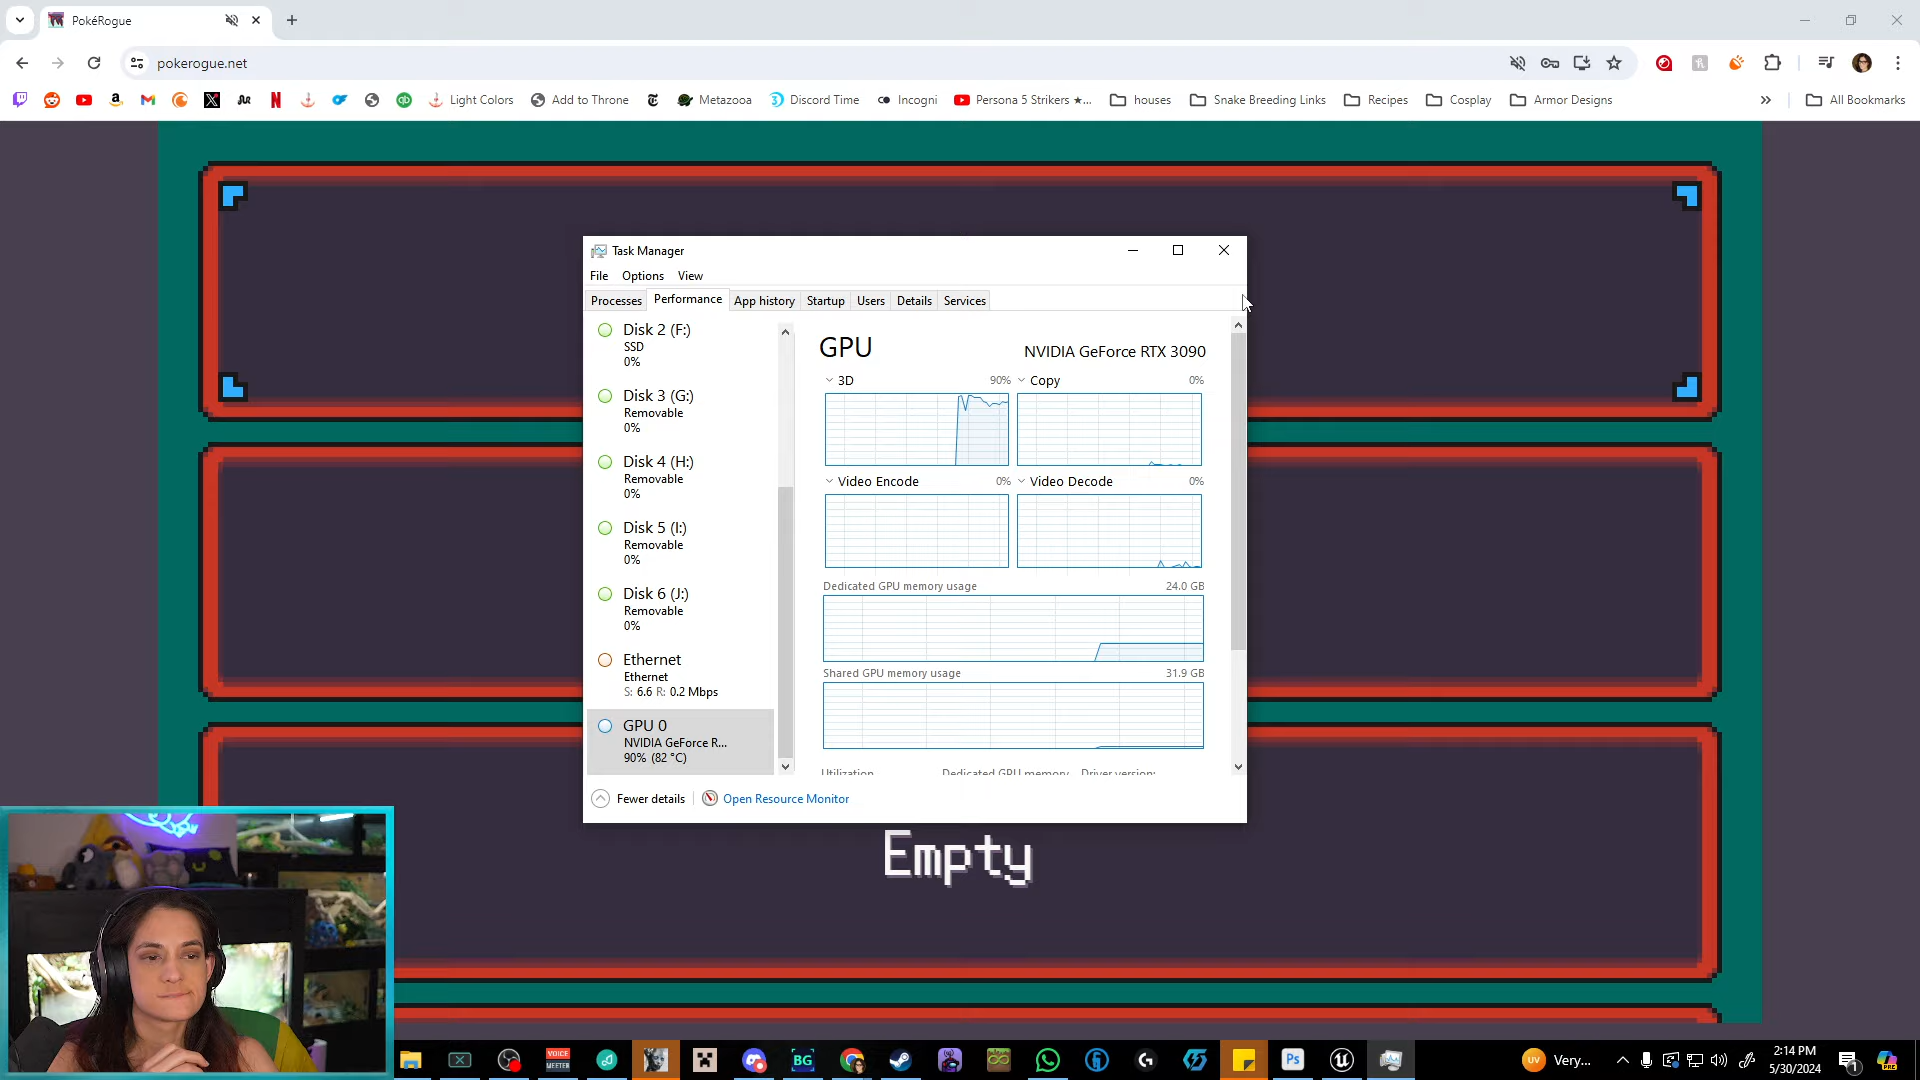 PokéRogue
pokerogue.net
Light Colors
Add to Throne
Metazooa
Discord Time
Incogni
Persona 5 Strikers ★...
houses
Snake Breeding Links
Recipes
Cosplay
Armor Designs
All Bookmarks
Task Manager
File Options View
Processes Performance App history Startup Users Details Services
Disk 2 (F:)
SSD
0%
Disk 3 (G:)
Removable
0%
Disk 4 (H:)
Removable
0%
Disk 5 (I:)
Removable
0%
Disk 6 (J:)
Removable
0%
Ethernet
Ethernet
S: 6.6 R: 0.2 Mbps
GPU 0
NVIDIA GeForce R...
90% (82 °C)
GPU NVIDIA GeForce RTX 3090
3D 90% Copy 0%
Video Encode 0% Video Decode 0%
Dedicated GPU memory usage 24.0 GB
Shared GPU memory usage 31.9 GB
Utilization Dedicated GPU memory Driver version:
Fewer details Open Resource Monitor
Empty
VOICE
MEETER
BG
Ps
UV
Very...
2:14 PM
5/30/2024
1
PRE